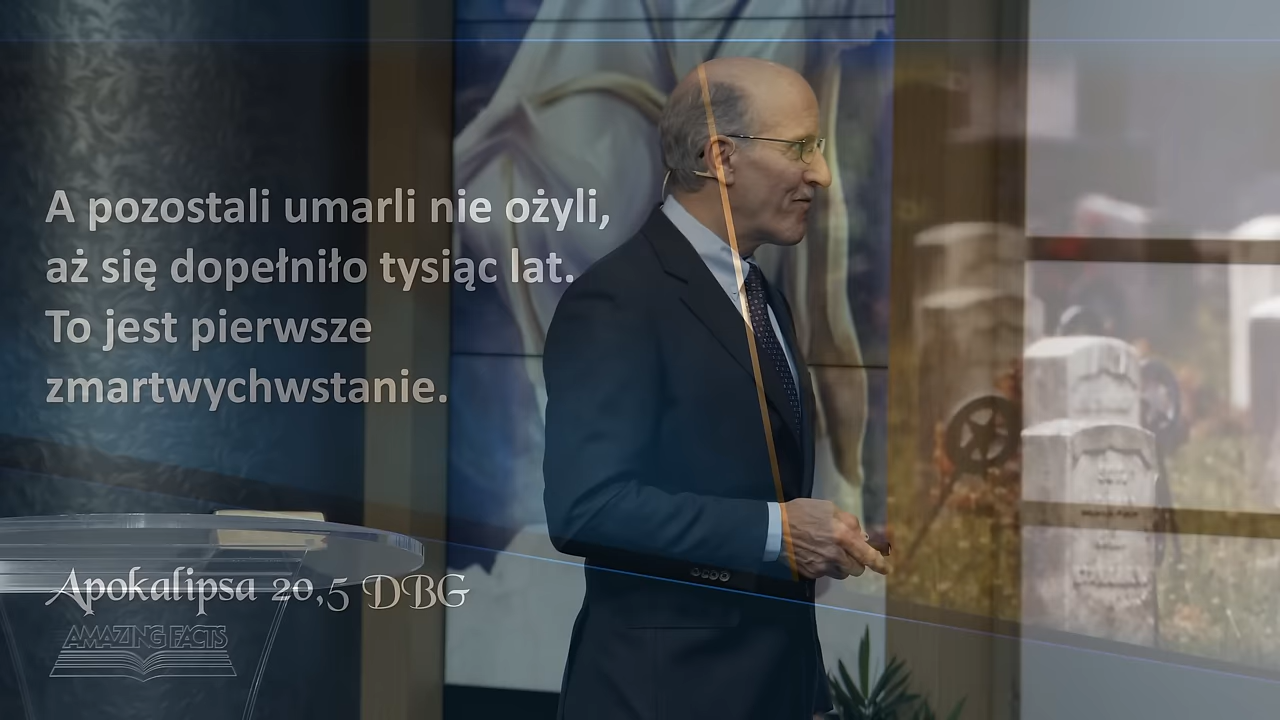 A pozostali umarli nie ożyli,
aż się dopełniło tysiąc lat.
To jest pierwsze
zmartwychwstanie.
Apokalipsa 20,5 DBG
AMAZING FACTS